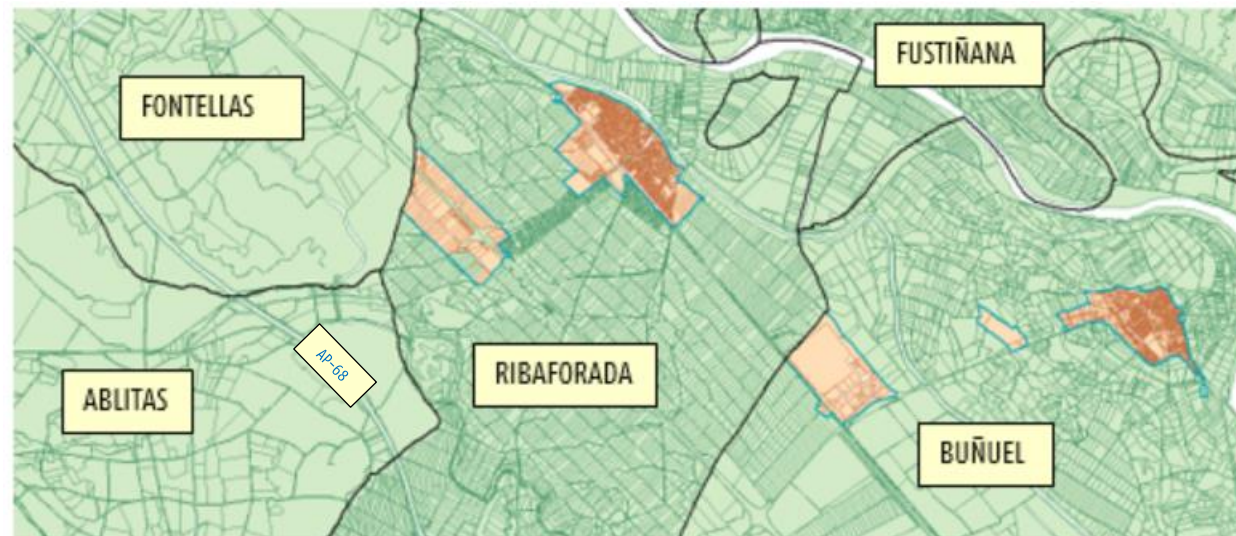 FUSTIÑANA
FONTELLAS
AP-68
RIBAFORADA
ABLITAS
BUÑUEL